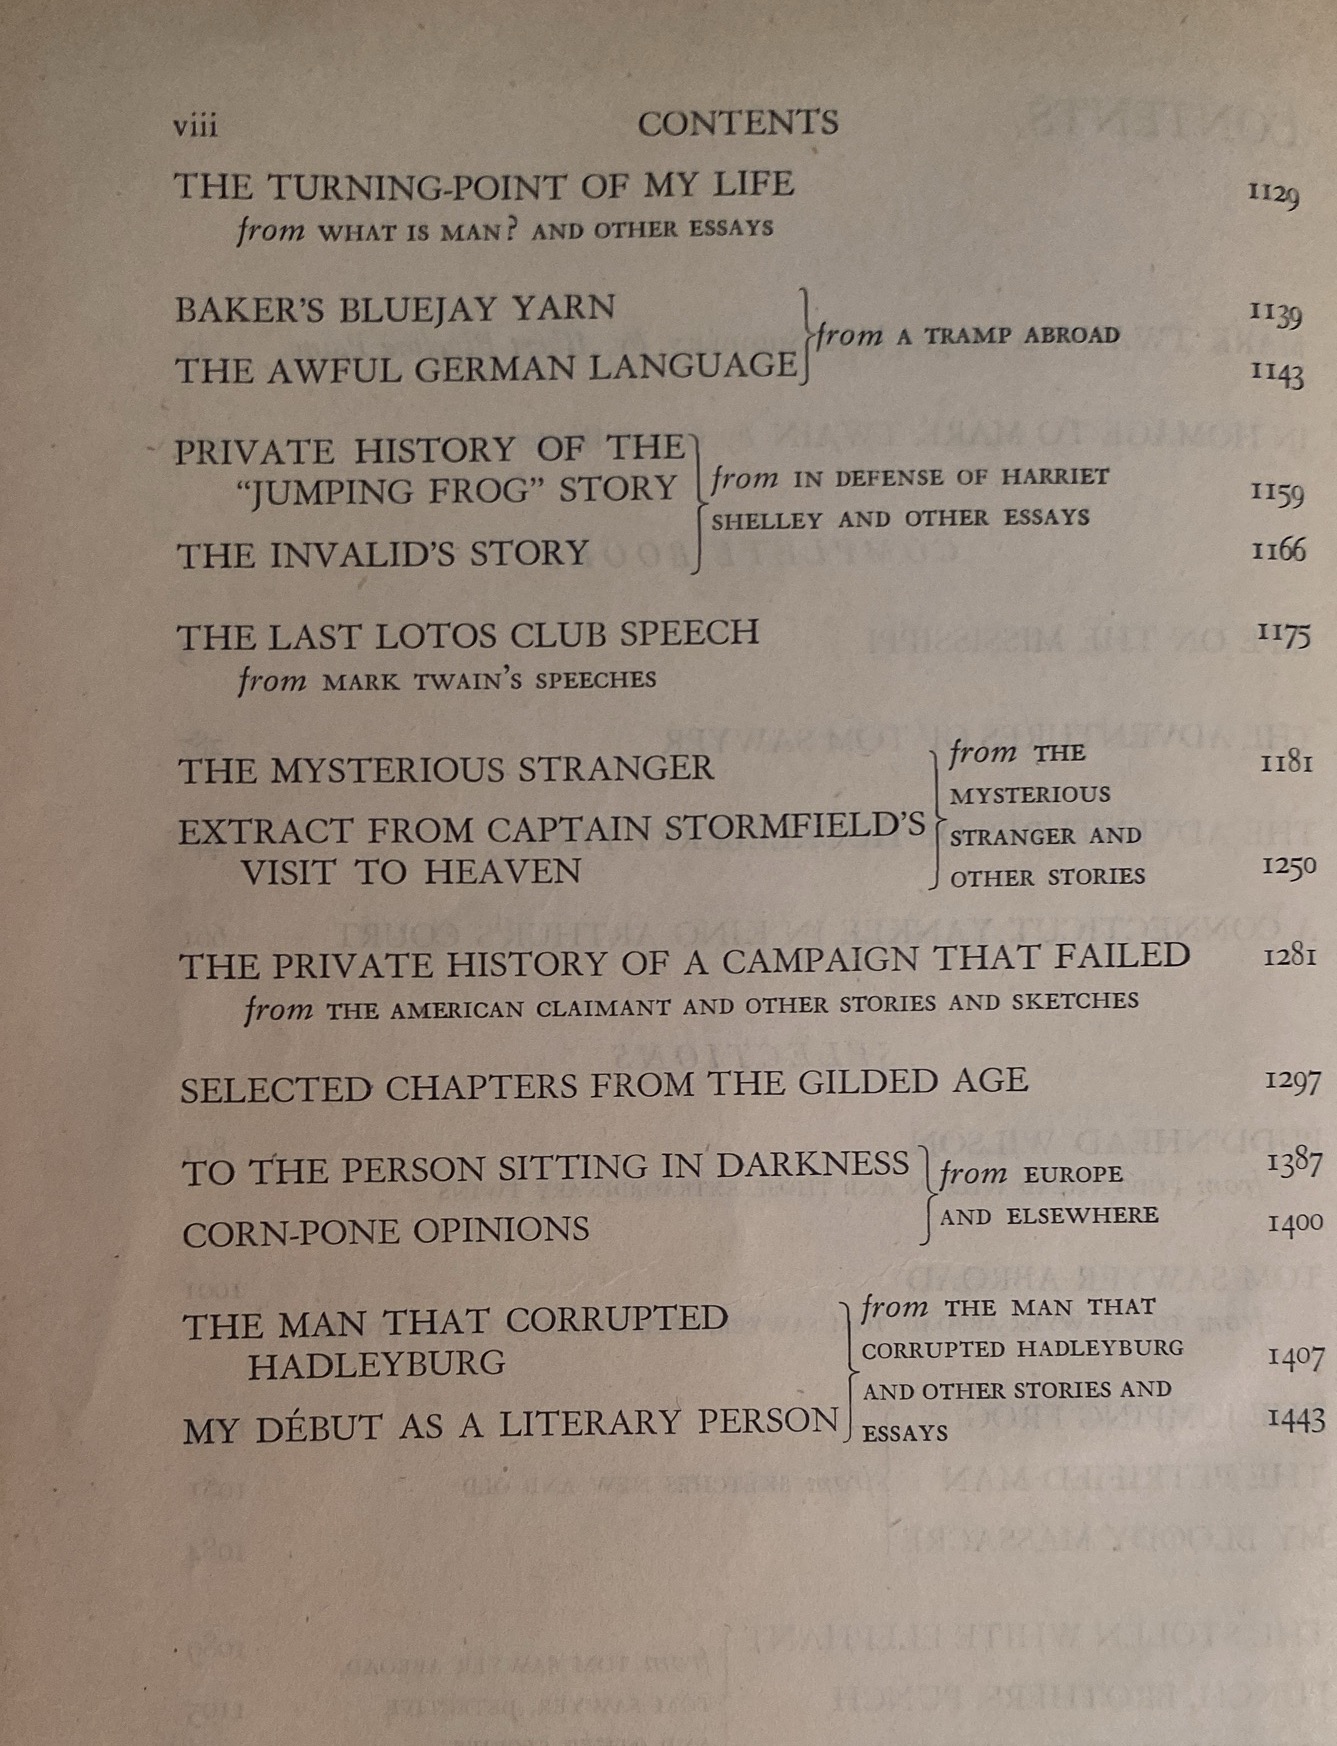 viii CONTENTS
THE TURNING-POINT OF MY LIFE 1129
from WHAT IS MAN? AND OTHER ESSAYS
BAKER'S BLUEJAY YARN 1139
from A TRAMP ABROAD
THE AWFUL GERMAN LANGUAGE 1143
PRIVATE HISTORY OF THE
"JUMPING FROG" STORY 1159
from IN DEFENSE OF HARRIET
SHELLEY AND OTHER ESSAYS
THE INVALID'S STORY 1166
THE LAST LOTOS CLUB SPEECH 1175
from MARK TWAIN'S SPEECHES
THE MYSTERIOUS STRANGER 1181
EXTRACT FROM CAPTAIN STORMFIELD'S
VISIT TO HEAVEN 1250
from THE
MYSTERIOUS
STRANGER AND
OTHER STORIES
THE PRIVATE HISTORY OF A CAMPAIGN THAT FAILED 1281
from THE AMERICAN CLAIMANT AND OTHER STORIES AND SKETCHES
SELECTED CHAPTERS FROM THE GILDED AGE 1297
TO THE PERSON SITTING IN DARKNESS 1387
from EUROPE
AND ELSEWHERE
CORN-PONE OPINIONS 1400
THE MAN THAT CORRUPTED
HADLEYBURG 1407
from THE MAN THAT
CORRUPTED HADLEYBURG
AND OTHER STORIES AND
ESSAYS
MY DÉBUT AS A LITERARY PERSON 1443